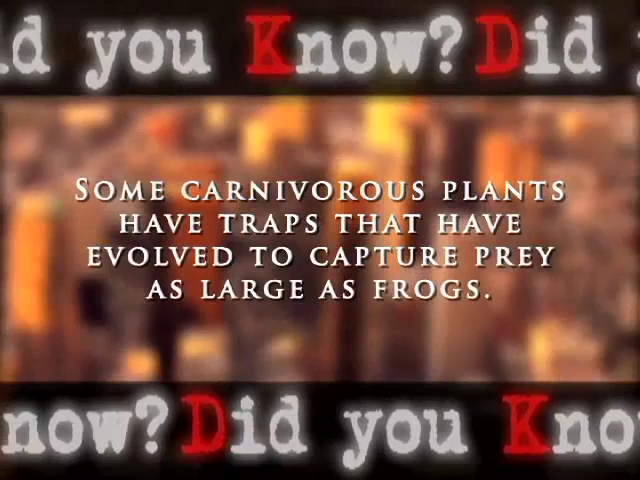 id you Know? Did y
SOME CARNIVOROUS PLANTS
HAVE TRAPS THAT HAVE
EVOLVED TO CAPTURE PREY
AS LARGE AS FROGS.
now? Did you Kno